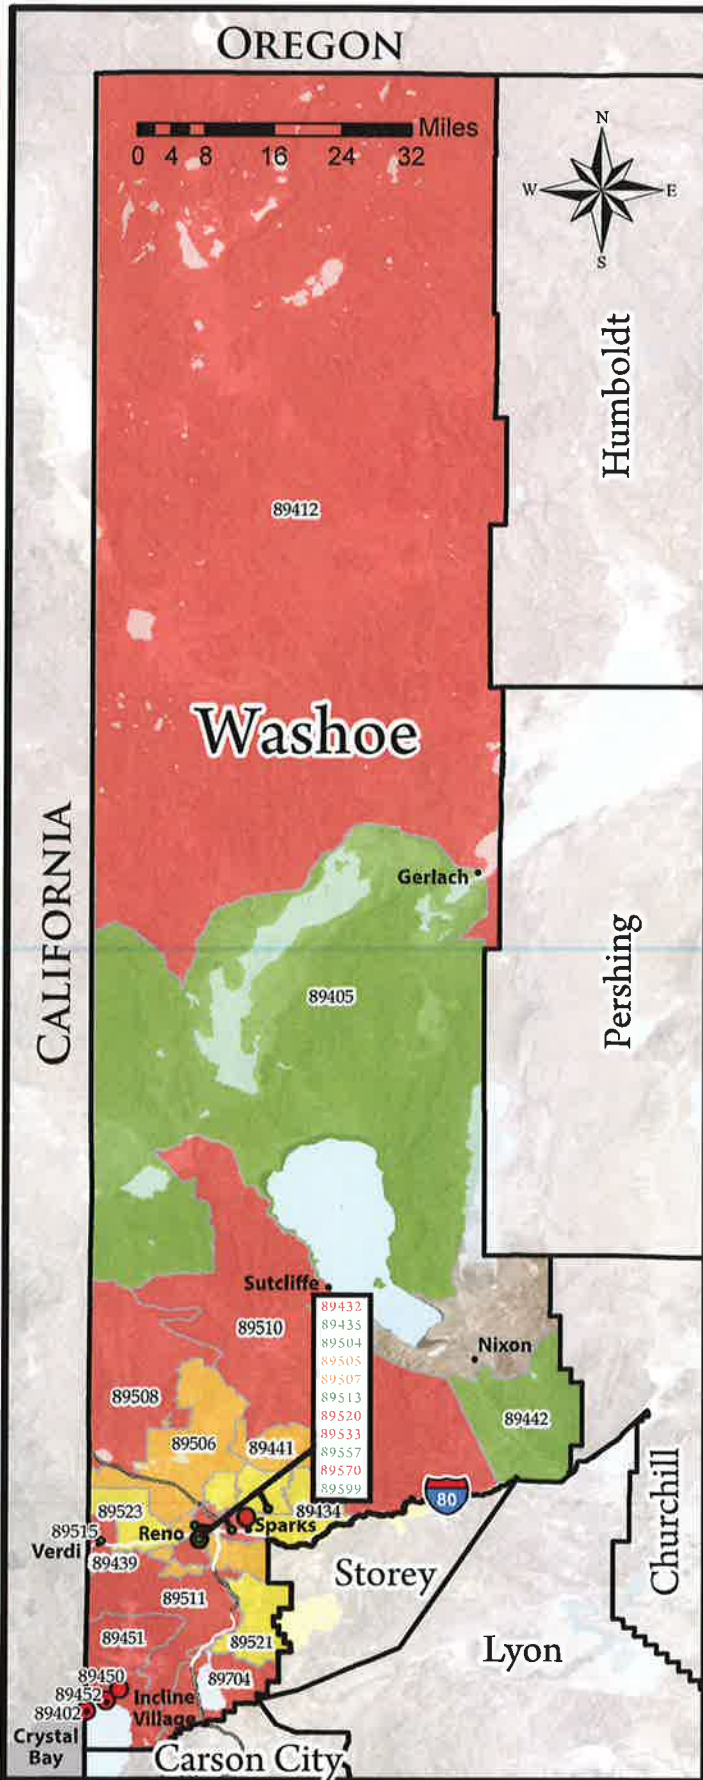 OREGON
Miles
0 4 8 16 24 32
N
W E
S
Humboldt
89412
Washoe
CALIFORNIA
Gerlach
Pershing
89405
Sutcliffe
89432
89435
89504
89505
89507
89513
89520
89533
89557
89570
89599
89510
Nixon
89508
89442
89506
89441
80
89523
89434
89515
Reno
Sparks
Verdi
89439
Churchill
Storey
89511
89451
89521
Lyon
89450
89704
89452
Incline
Village
89402
Crystal
Bay
Carson City